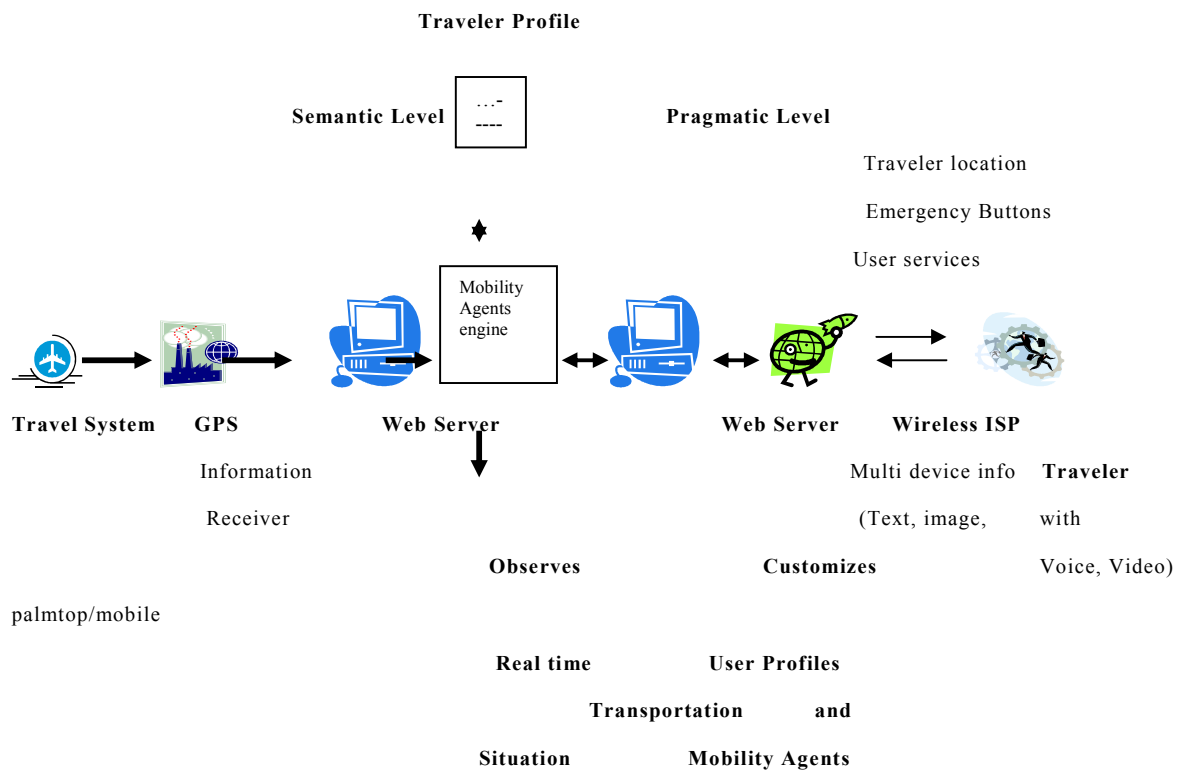 Traveler Profile
…-
Semantic Level ---- Pragmatic Level
Traveler location
Emergency Buttons
User services
Mobility
Agents
engine
Travel System GPS Web Server Web Server Wireless ISP
Information Multi device info Traveler
Receiver (Text, image, with
Observes Customizes Voice, Video)
palmtop/mobile
Real time User Profiles
Transportation and
Situation Mobility Agents